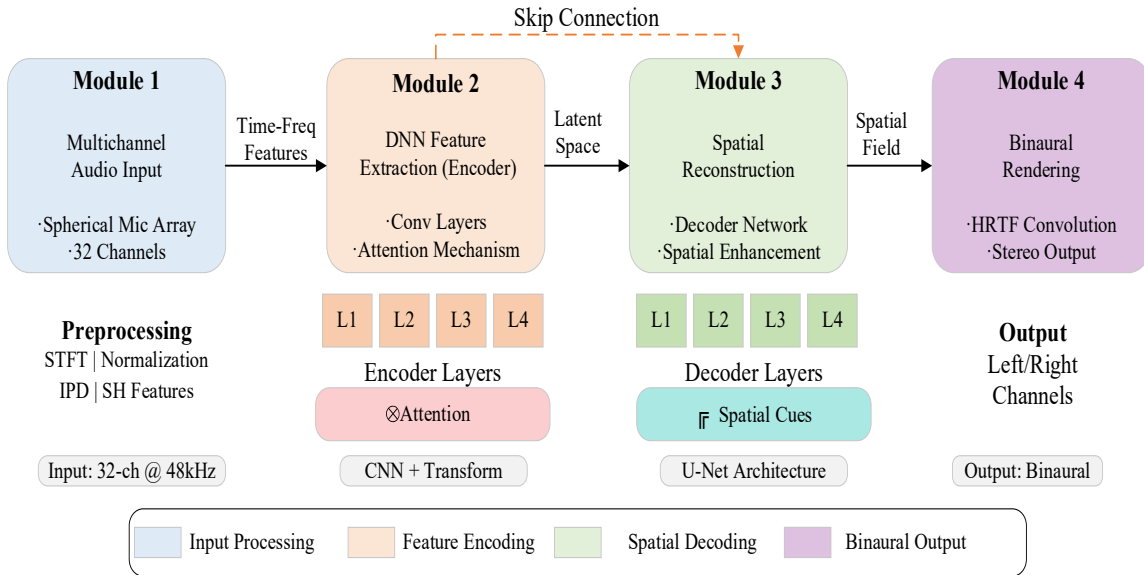 Skip Connection
Module 1
Multichannel
Audio Input
·Spherical Mic Array
·32 Channels
Time-Freq
Features
Module 2
DNN Feature
Extraction (Encoder)
·Conv Layers
·Attention Mechanism
Latent
Space
Module 3
Spatial
Reconstruction
·Decoder Network
·Spatial Enhancement
Spatial
Field
Module 4
Binaural
Rendering
·HRTF Convolution
·Stereo Output
Preprocessing
STFT | Normalization
IPD | SH Features
L1 L2 L3 L4
Encoder Layers
⊗Attention
L1 L2 L3 L4
Decoder Layers
╔ Spatial Cues
Output
Left/Right
Channels
Input: 32-ch @ 48kHz
CNN + Transform
U-Net Architecture
Output: Binaural
Input Processing
Feature Encoding
Spatial Decoding
Binaural Output